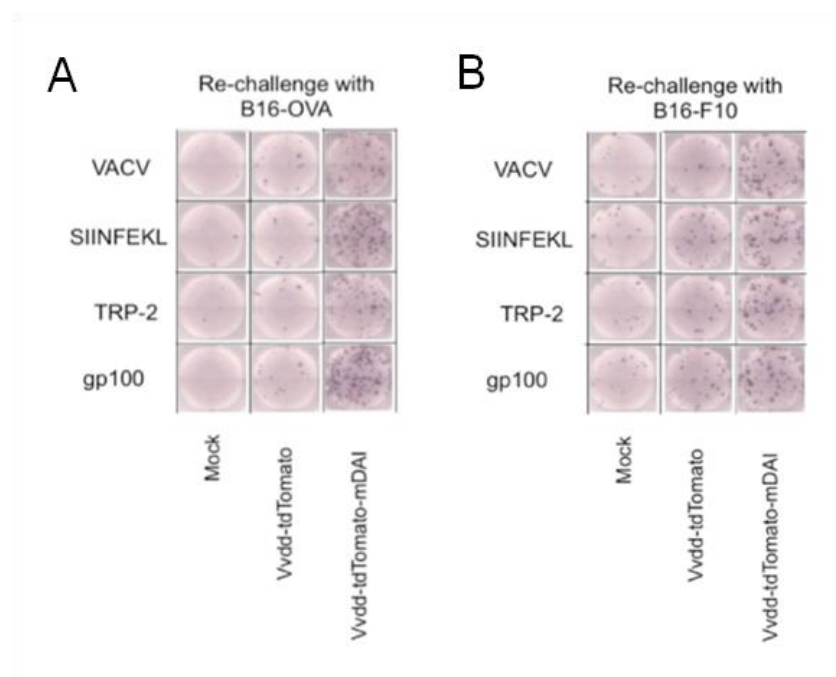 A
Re-challenge with
B16-OVA
VACV
SIINFEKL
TRP-2
gp100
Mock
Vvdd-tdTomato
Vvdd-tdTomato-mDAI
B
Re-challenge with
B16-F10
VACV
SIINFEKL
TRP-2
gp100
Mock
Vvdd-tdTomato
Vvdd-tdTomato-mDAI